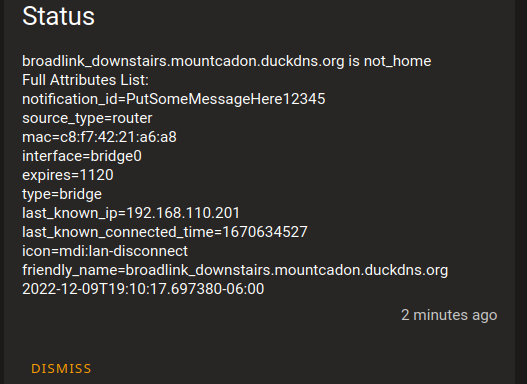 Status
broadlink_downstairs.mountcadon.duckdns.org is not_home
Full Attributes List:
notification_id=PutSomeMessageHere12345
source_type=router
mac=c8:f7:42:21:a6:a8
interface=bridge0
expires=1120
type=bridge
last_known_ip=192.168.110.201
last_known_connected_time=1670634527
icon=mdi:lan-disconnect
friendly_name=broadlink_downstairs.mountcadon.duckdns.org
2022-12-09T19:10:17.697380-06:00
2 minutes ago
DISMISS